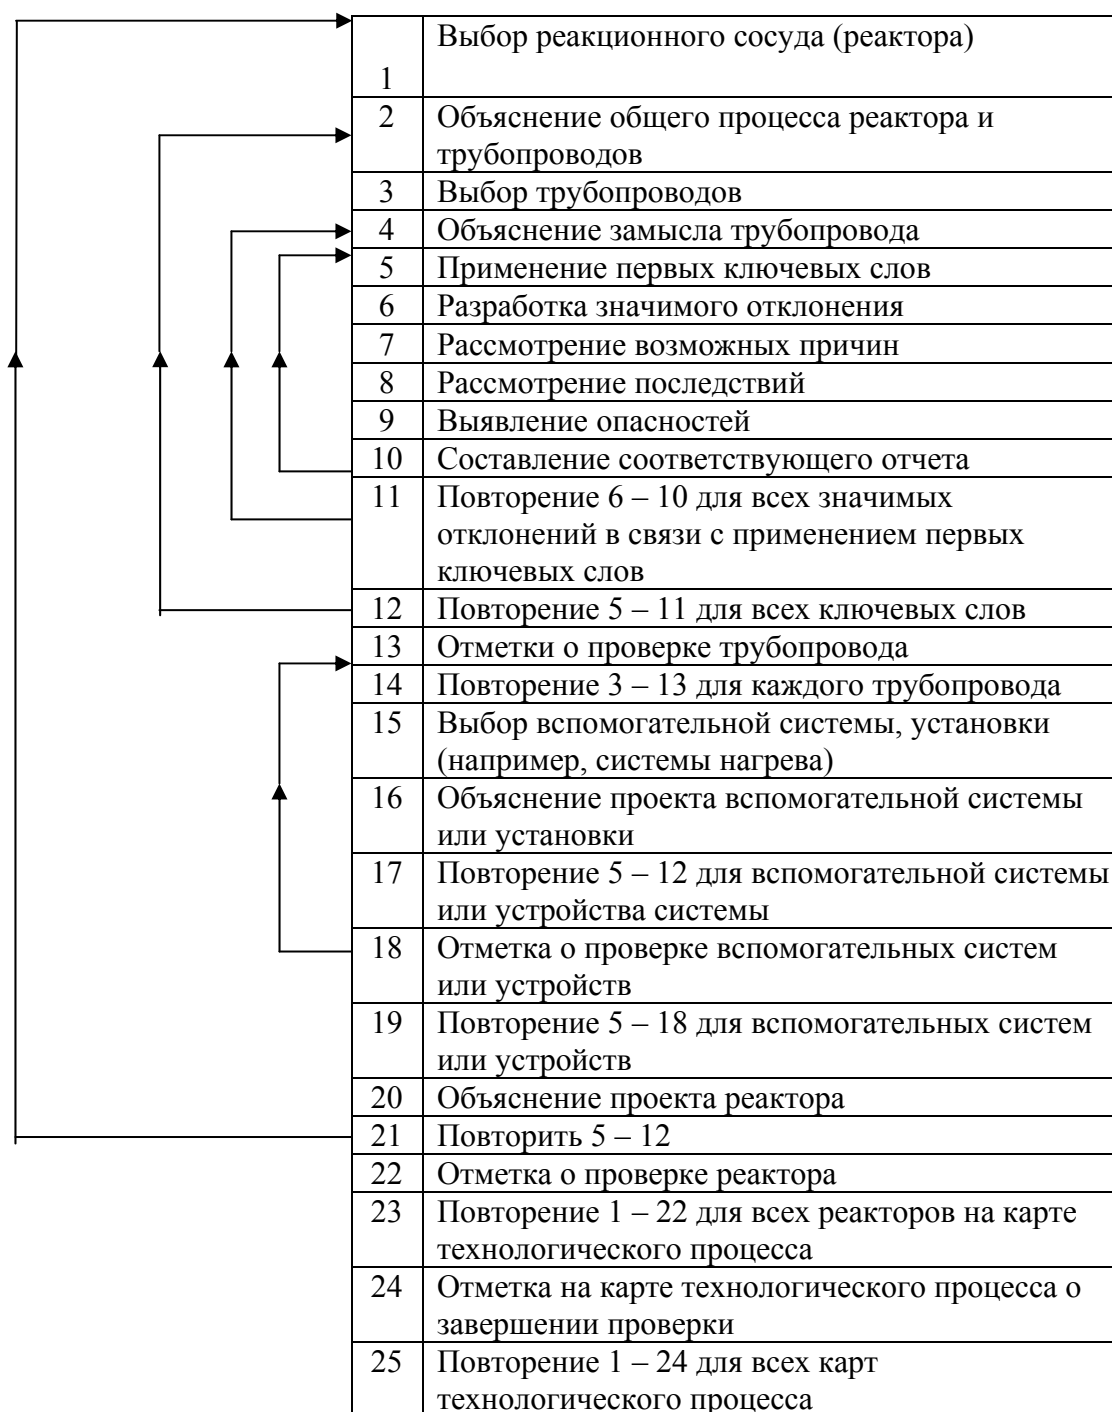 Выбор реакционного сосуда (реактора)
1
2 Объяснение общего процесса реактора и
трубопроводов
3 Выбор трубопроводов
4 Объяснение замысла трубопровода
5 Применение первых ключевых слов
6 Разработка значимого отклонения
7 Рассмотрение возможных причин
8 Рассмотрение последствий
9 Выявление опасностей
10 Составление соответствующего отчета
11 Повторение 6 – 10 для всех значимых
отклонений в связи с применением первых
ключевых слов
12 Повторение 5 – 11 для всех ключевых слов
13 Отметки о проверке трубопровода
14 Повторение 3 – 13 для каждого трубопровода
15 Выбор вспомогательной системы, установки
(например, системы нагрева)
16 Объяснение проекта вспомогательной системы
или установки
17 Повторение 5 – 12 для вспомогательной системы
или устройства системы
18 Отметка о проверке вспомогательных систем
или устройств
19 Повторение 5 – 18 для вспомогательных систем
или устройств
20 Объяснение проекта реактора
21 Повторить 5 – 12
22 Отметка о проверке реактора
23 Повторение 1 – 22 для всех реакторов на карте
технологического процесса
24 Отметка на карте технологического процесса о
завершении проверки
25 Повторение 1 – 24 для всех карт
технологического процесса